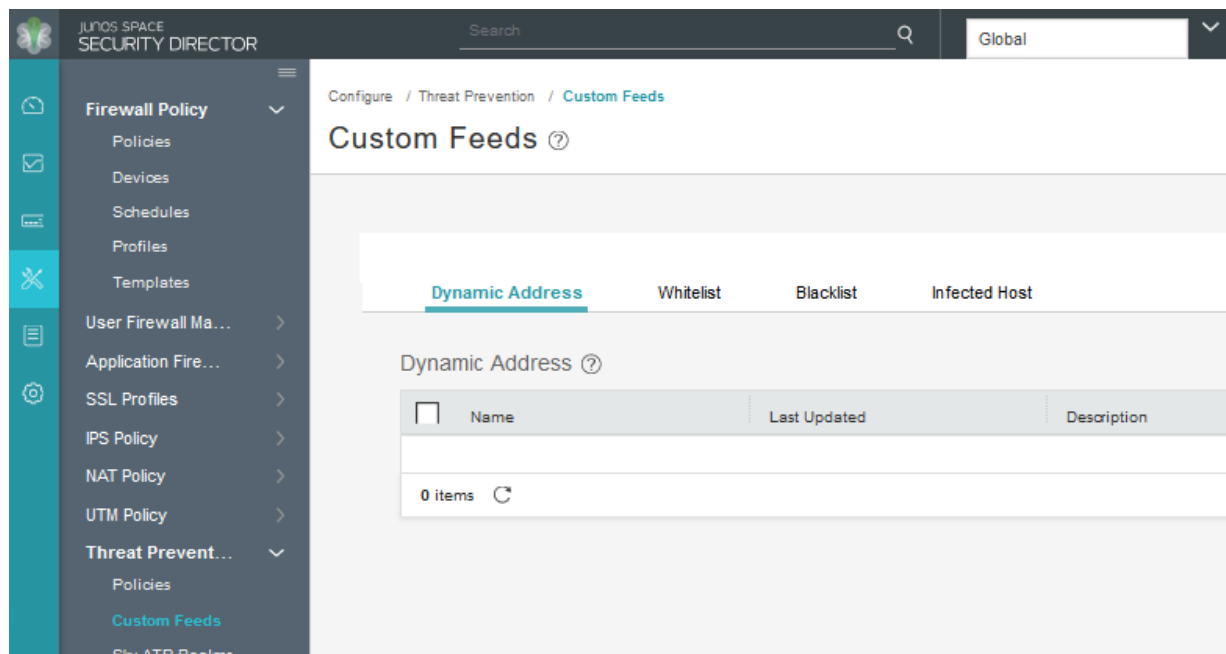 JUNOS SPACE
SECURITY DIRECTOR
Search
Global
Firewall Policy
Policies
Devices
Schedules
Profiles
Templates
User Firewall Ma...
Application Fire...
SSL Profiles
IPS Policy
NAT Policy
UTM Policy
Threat Prevent...
Policies
Custom Feeds
Configure / Threat Prevention / Custom Feeds
Custom Feeds ?
Dynamic Address Whitelist Blacklist Infected Host
Dynamic Address ?
Name Last Updated Description
0 items